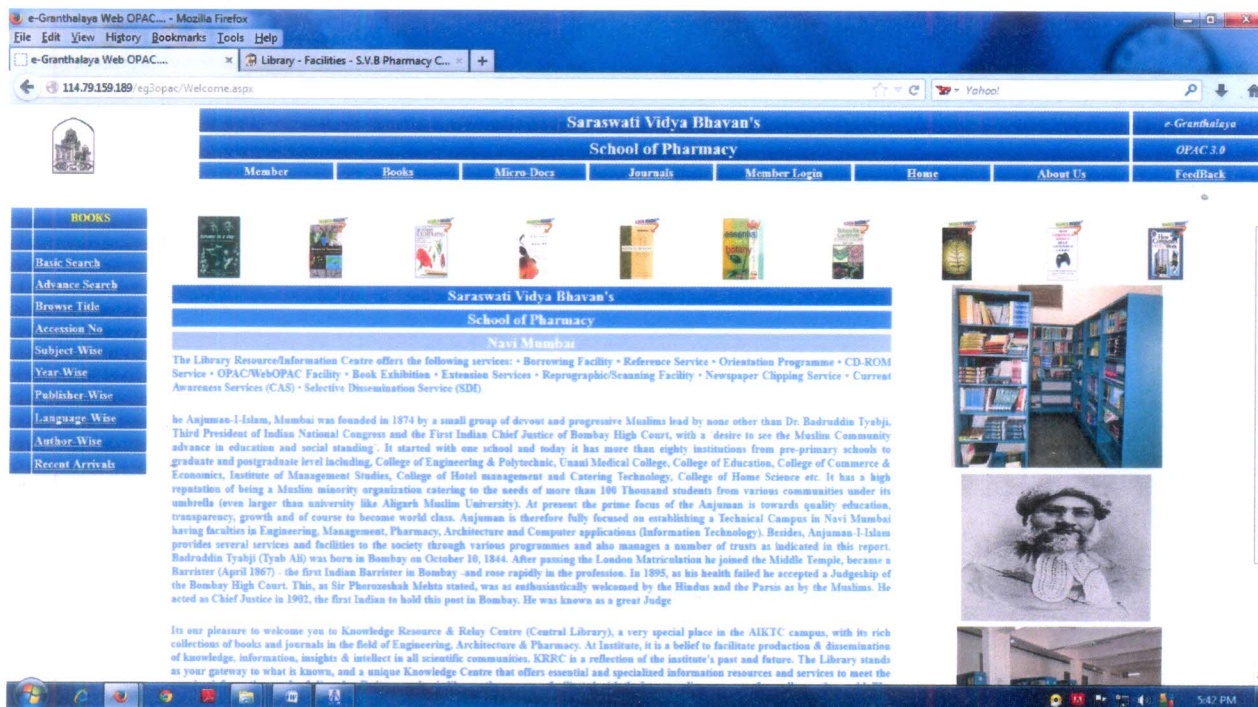 e-Granthalaya Web OPAC.... - Mozilla Firefox
File Edit View History Bookmarks Tools Help
e-Granthalaya Web OPAC.... × Library - Facilities - S.V.B Pharmacy C... × +
114.79.159.189/eg3opac/Welcome.aspx Yahoo!
Saraswati Vidya Bhavan's e-Granthalaya
School of Pharmacy OPAC 3.0
Member Books Micro-Docs Journals Member Login Home About Us FeedBack
BOOKS
Basic Search
Advance Search
Browse Title
Accession No
Subject-Wise
Year-Wise
Publisher-Wise
Language-Wise
Author-Wise
Recent Arrivals
essential
botany
Saraswati Vidya Bhavan's
School of Pharmacy
Navi Mumbai
The Library Resource/Information Centre offers the following services: • Borrowing Facility • Reference Service • Orientation Programme • CD-ROM
Service • OPAC/WebOPAC Facility • Book Exhibition • Extension Services • Reprographic/Scanning Facility • Newspaper Clipping Service • Current
Awareness Services (CAS) • Selective Dissemination Service (SDI)
he Anjuman-I-Islam, Mumbai was founded in 1874 by a small group of devout and progressive Muslims lead by none other than Dr. Badruddin Tyabji,
Third President of Indian National Congress and the First Indian Chief Justice of Bombay High Court, with a `desire to see the Muslim Community
advance in education and social standing`. It started with one school and today it has more than eighty institutions from pre-primary schools to
graduate and postgraduate level including, College of Engineering & Polytechnic, Unani Medical College, College of Education, College of Commerce &
Economics, Institute of Management Studies, College of Hotel management and Catering Technology, College of Home Science etc. It has a high
reputation of being a Muslim minority organization catering to the needs of more than 100 Thousand students from various communities under its
umbrella (even larger than university like Aligarh Muslim University). At present the prime focus of the Anjuman is towards quality education,
transparency, growth and of course to become world class. Anjuman is therefore fully focused on establishing a Technical Campus in Navi Mumbai
having faculties in Engineering, Management, Pharmacy, Architecture and Computer applications (Information Technology). Besides, Anjuman-I-Islam
provides several services and facilities to the society through various programmes and also manages a number of trusts as indicated in this report.
Badruddin Tyabji (Tyab Ali) was born in Bombay on October 10, 1844. After passing the London Matriculation he joined the Middle Temple, became a
Barrister (April 1867) - the first Indian Barrister in Bombay -and rose rapidly in the profession. In 1895, as his health failed he accepted a Judgeship of
the Bombay High Court. This, as Sir Pherozeshah Mehta stated, was as enthusiastically welcomed by the Hindus and the Parsis as by the Muslims. He
acted as Chief Justice in 1902, the first Indian to hold this post in Bombay. He was known as a great Judge
Its our pleasure to welcome you to Knowledge Resource & Relay Centre (Central Library), a very special place in the AIKTC campus, with its rich
collections of books and journals in the field of Engineering, Architecture & Pharmacy. At Institute, it is a belief to facilitate production & dissemination
of knowledge, information, insights & intellect in all scientific communities. KRRC is a reflection of the institute's past and future. The Library stands
as your gateway to what is known, and a unique Knowledge Centre that offers essential and specialized information resources and services to meet the
5:42 PM